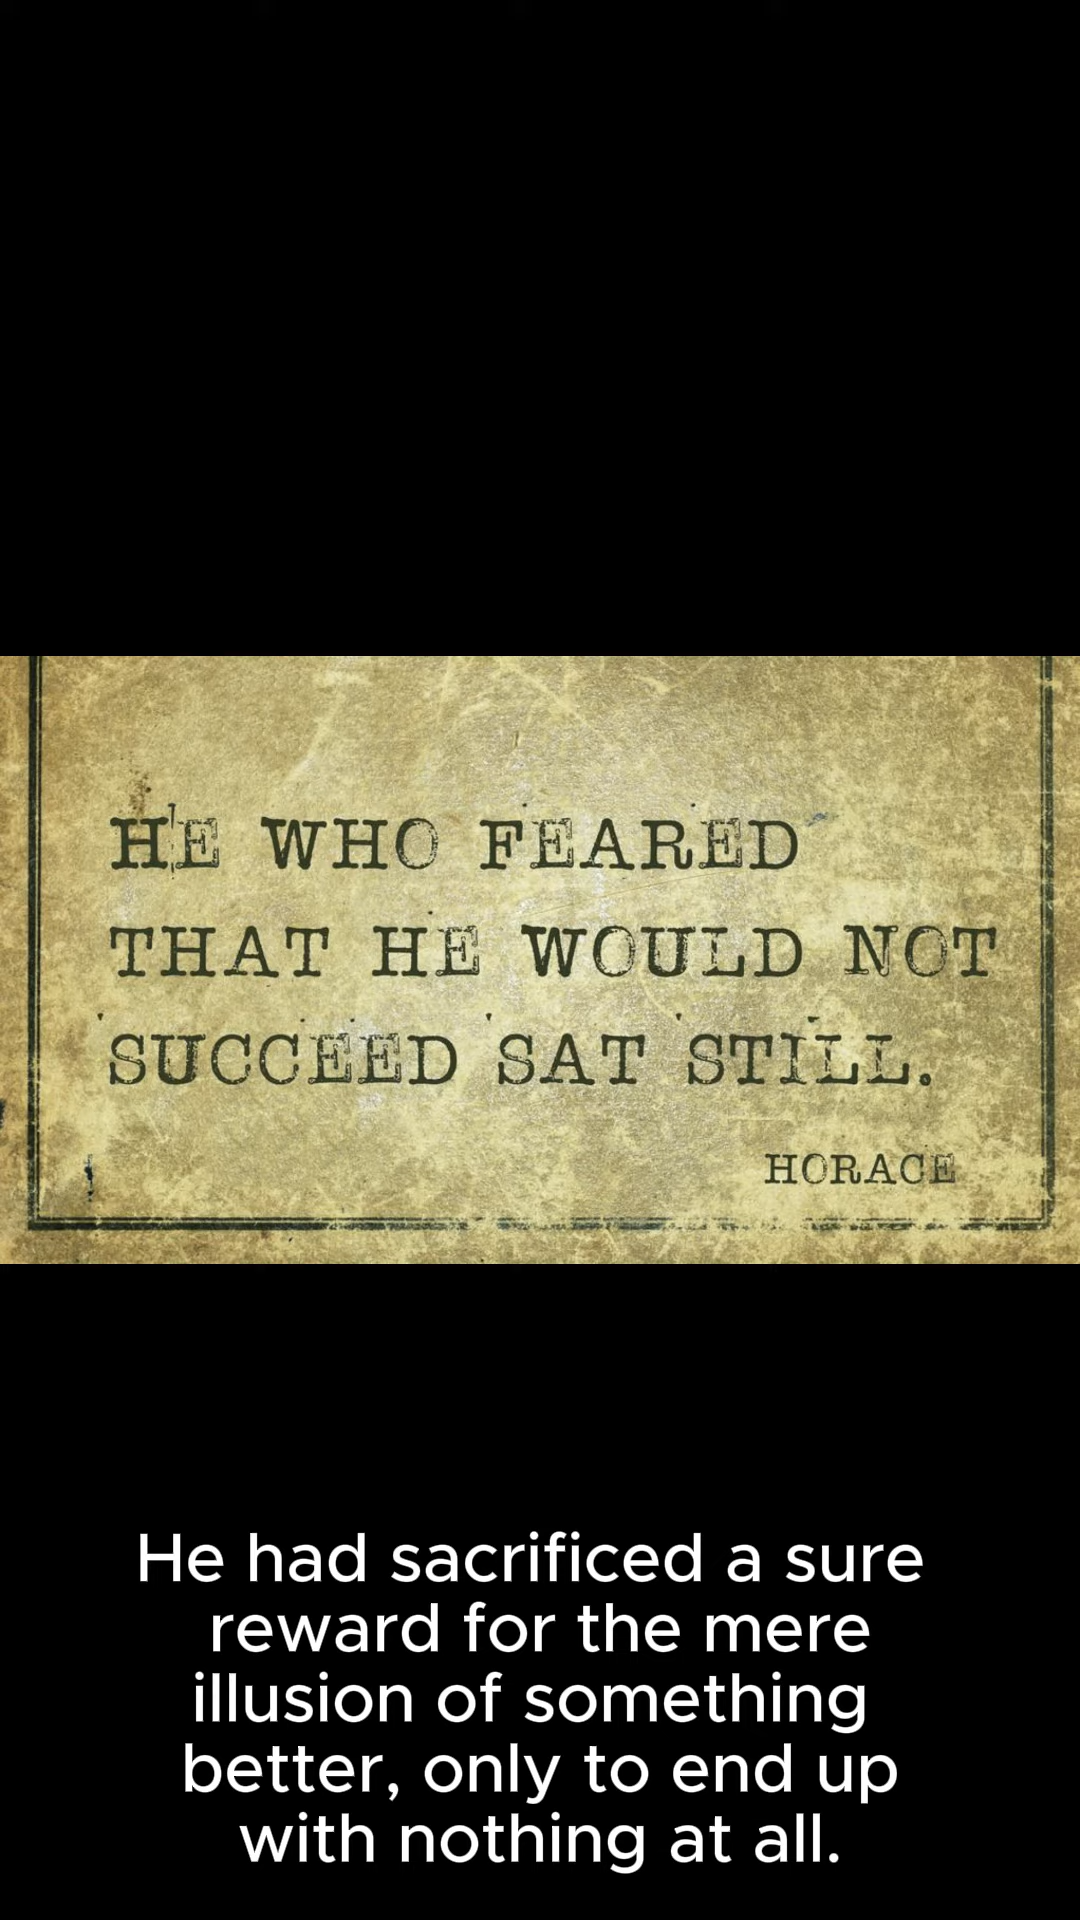 HE WHO FEARED
THAT HE WOULD NOT
SUCCEED SAT STILL.
HORACE
He had sacrificed a sure
reward for the mere
illusion of something
better, only to end up
with nothing at all.